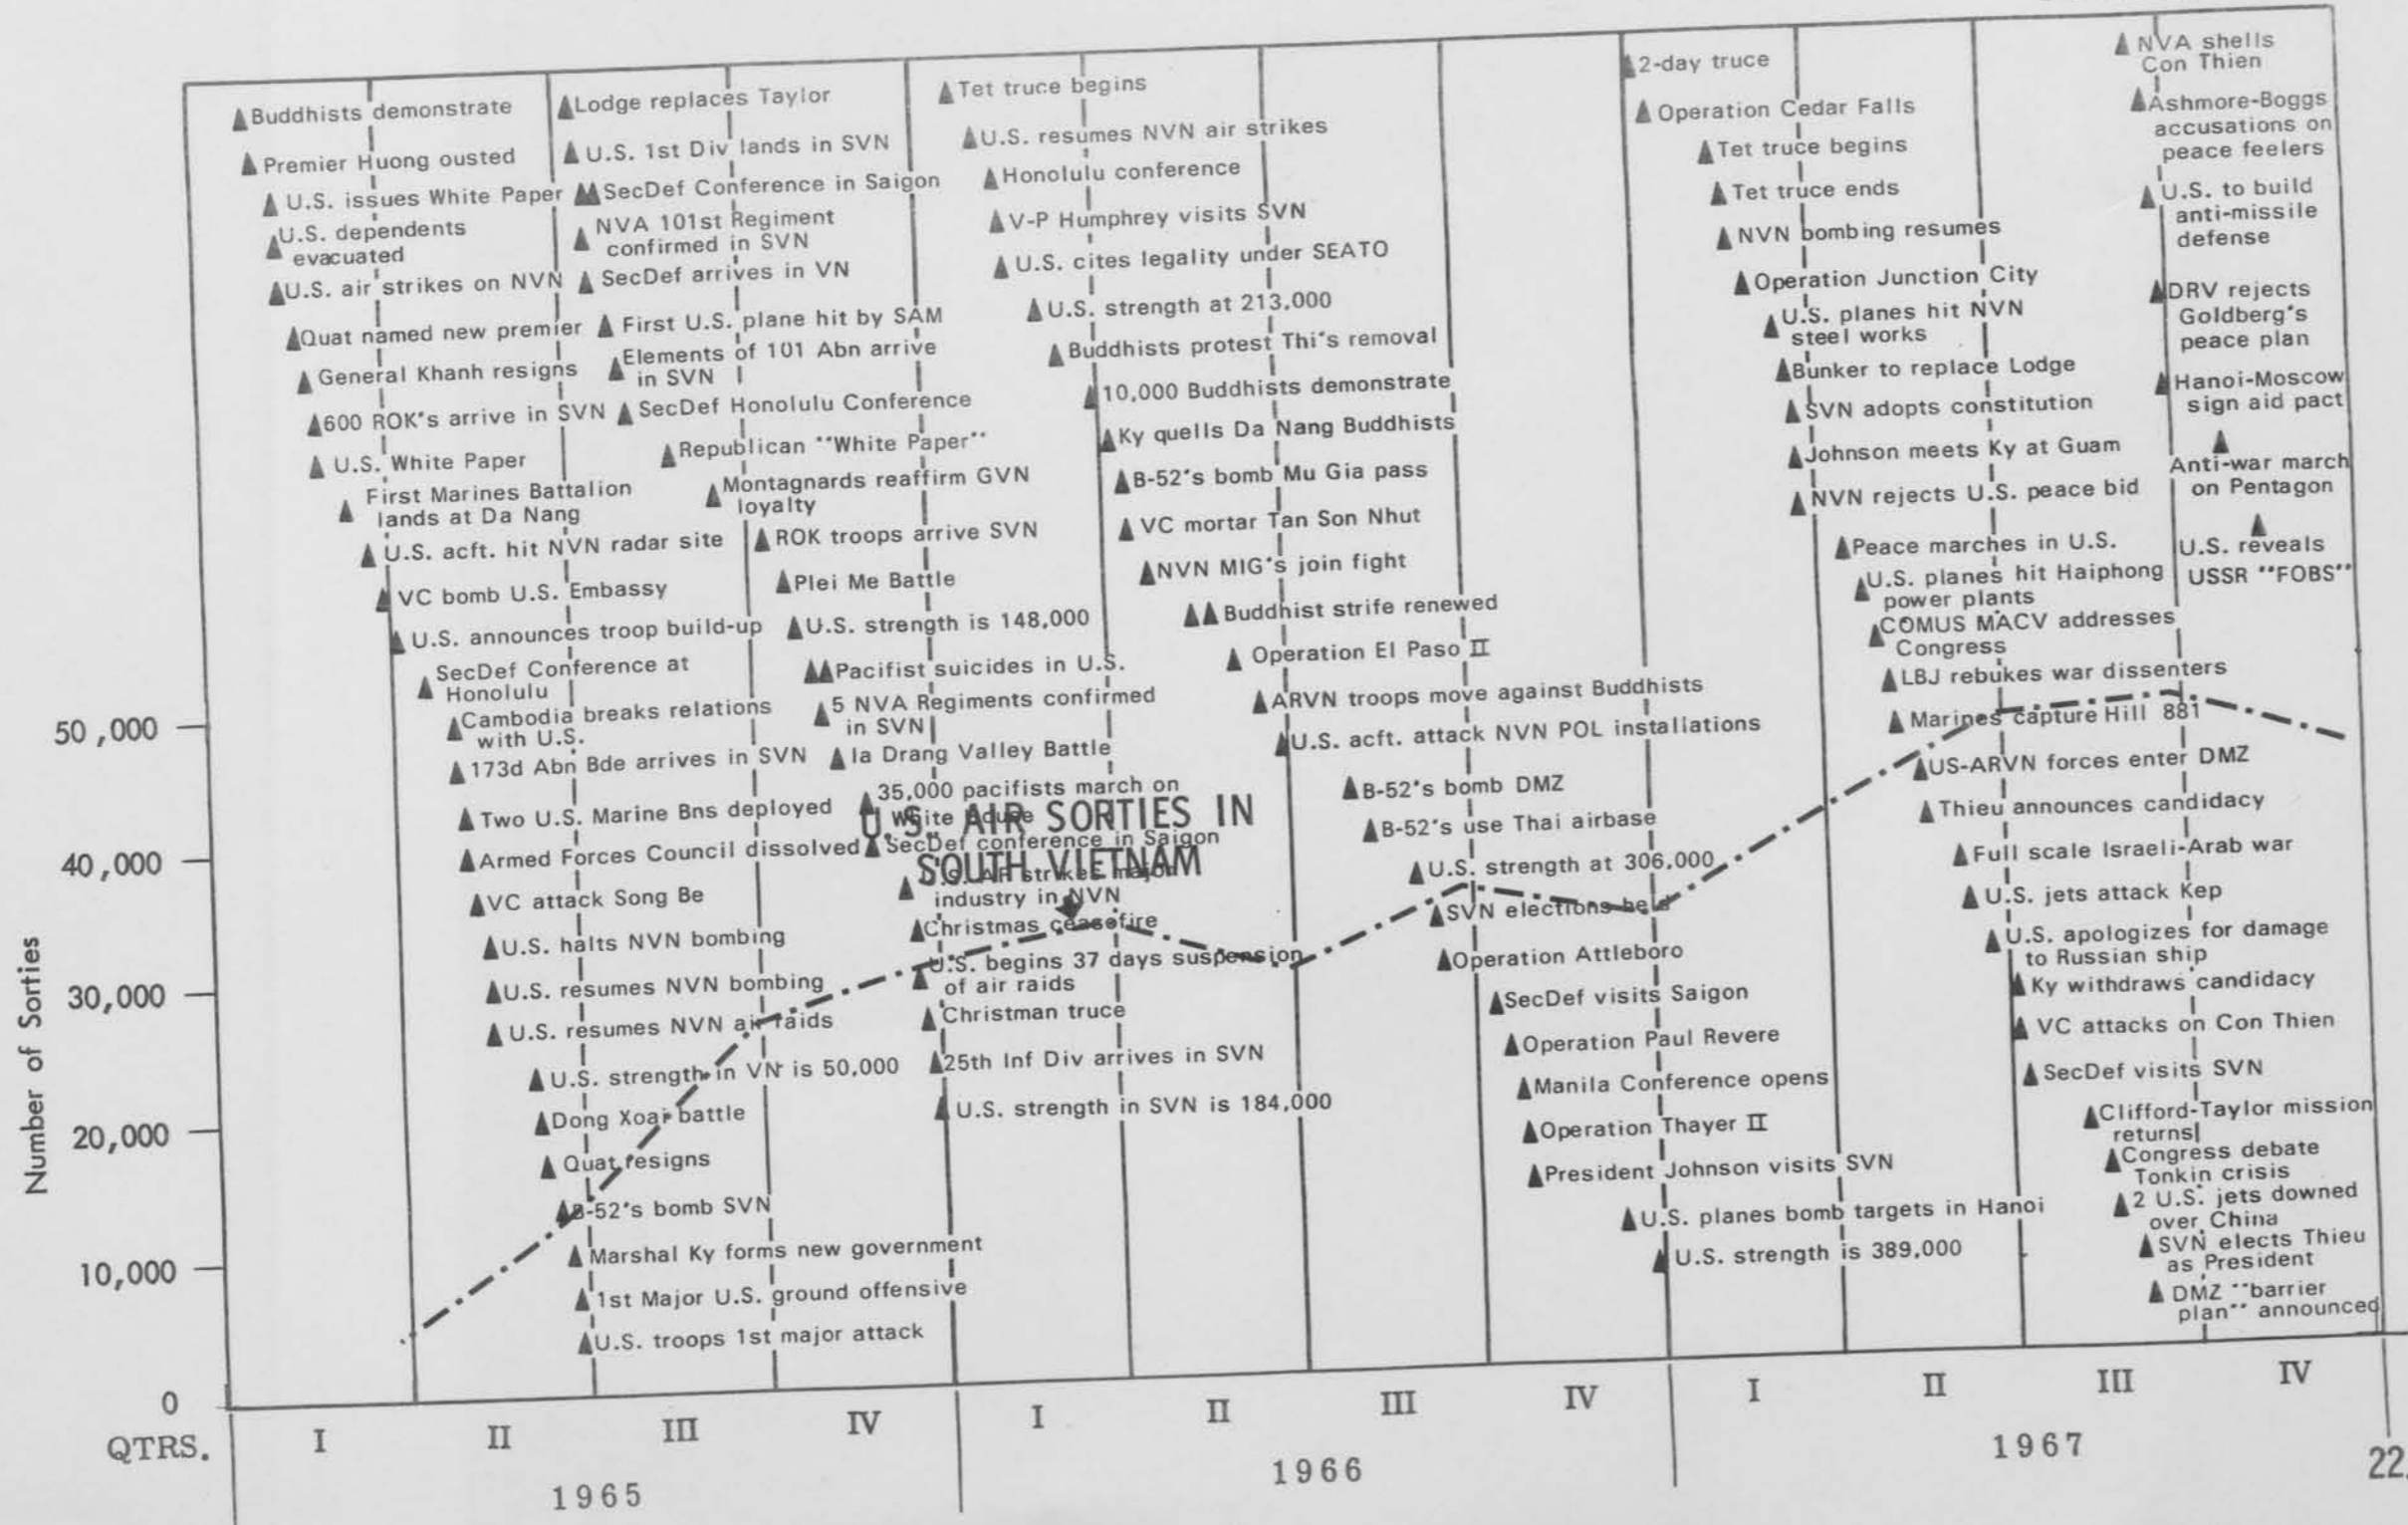 Buddhists demonstrate
Premier Huong ousted
U.S. issues White Paper
U.S. dependents
evacuated
U.S. air strikes on NVN
Quat named new premier
General Khanh resigns
600 ROK's arrive in SVN
U.S. White Paper
First Marines Battalion
lands at Da Nang
U.S. acft. hit NVN radar site
VC bomb U.S. Embassy
U.S. announces troop build-up
SecDef Conference at
Honolulu
Cambodia breaks relations
with U.S.
173d Abn Bde arrives in SVN
Two U.S. Marine Bns deployed
Armed Forces Council dissolved
VC attack Song Be
U.S. halts NVN bombing
U.S. resumes NVN bombing
U.S. resumes NVN air raids
U.S. strength in VN is 50,000
Dong Xoai battle
Quat resigns
B-52's bomb SVN
Marshal Ky forms new government
1st Major U.S. ground offensive
U.S. troops 1st major attack
Lodge replaces Taylor
U.S. 1st Div lands in SVN
SecDef Conference in Saigon
NVA 101st Regiment
confirmed in SVN
SecDef arrives in VN
First U.S. plane hit by SAM
Elements of 101 Abn arrive
in SVN
SecDef Honolulu Conference
Republican "White Paper"
Montagnards reaffirm GVN
loyalty
ROK troops arrive SVN
Plei Me Battle
U.S. strength is 148,000
Pacifist suicides in U.S.
5 NVA Regiments confirmed
in SVN
Ia Drang Valley Battle
35,000 pacifists march on
White House
SecDef conference in Saigon
U.S. AF strikes major
industry in NVN
Christmas ceasefire
U.S. begins 37 days suspension
of air raids
Christman truce
25th Inf Div arrives in SVN
U.S. strength in SVN is 184,000
U.S. AIR SORTIES IN
SOUTH VIETNAM
Tet truce begins
U.S. resumes NVN air strikes
Honolulu conference
V-P Humphrey visits SVN
U.S. cites legality under SEATO
U.S. strength at 213,000
Buddhists protest Thi's removal
10,000 Buddhists demonstrate
Ky quells Da Nang Buddhists
B-52's bomb Mu Gia pass
VC mortar Tan Son Nhut
NVN MIG's join fight
Buddhist strife renewed
Operation El Paso II
ARVN troops move against Buddhists
U.S. acft. attack NVN POL installations
B-52's bomb DMZ
B-52's use Thai airbase
U.S. strength at 306,000
SVN elections held
Operation Attleboro
SecDef visits Saigon
Operation Paul Revere
Manila Conference opens
Operation Thayer II
President Johnson visits SVN
U.S. planes bomb targets in Hanoi
U.S. strength is 389,000
2-day truce
Operation Cedar Falls
Tet truce begins
Tet truce ends
NVN bombing resumes
Operation Junction City
U.S. planes hit NVN
steel works
Bunker to replace Lodge
SVN adopts constitution
Johnson meets Ky at Guam
NVN rejects U.S. peace bid
Peace marches in U.S.
U.S. planes hit Haiphong
power plants
COMUS MACV addresses
Congress
LBJ rebukes war dissenters
Marines capture Hill 881
US-ARVN forces enter DMZ
Thieu announces candidacy
Full scale Israeli-Arab war
U.S. jets attack Kep
U.S. apologizes for damage
to Russian ship
Ky withdraws candidacy
VC attacks on Con Thien
SecDef visits SVN
Clifford-Taylor mission
returns
Congress debate
Tonkin crisis
2 U.S. jets downed
over China
SVN elects Thieu
as President
DMZ "barrier
plan" announced
NVA shells
Con Thien
Ashmore-Boggs
accusations on
peace feelers
U.S. to build
anti-missile
defense
DRV rejects
Goldberg's
peace plan
Hanoi-Moscow
sign aid pact
Anti-war march
on Pentagon
U.S. reveals
USSR "FOBS"
Number of Sorties
50,000
40,000
30,000
20,000
10,000
0
QTRS.
I II III IV I II III IV I II III IV
1965 1966 1967
22.